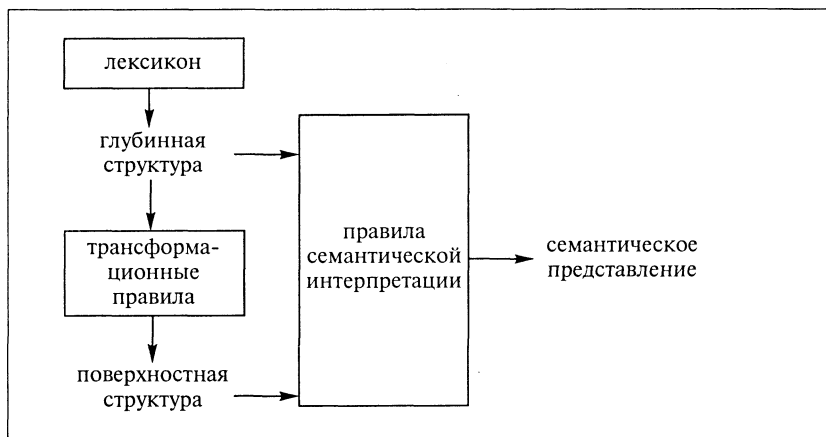 лексикон
глубинная
структура
трансформа-
ционные
правила
поверхностная
структура
правила
семантической
интерпретации
семантическое
представление